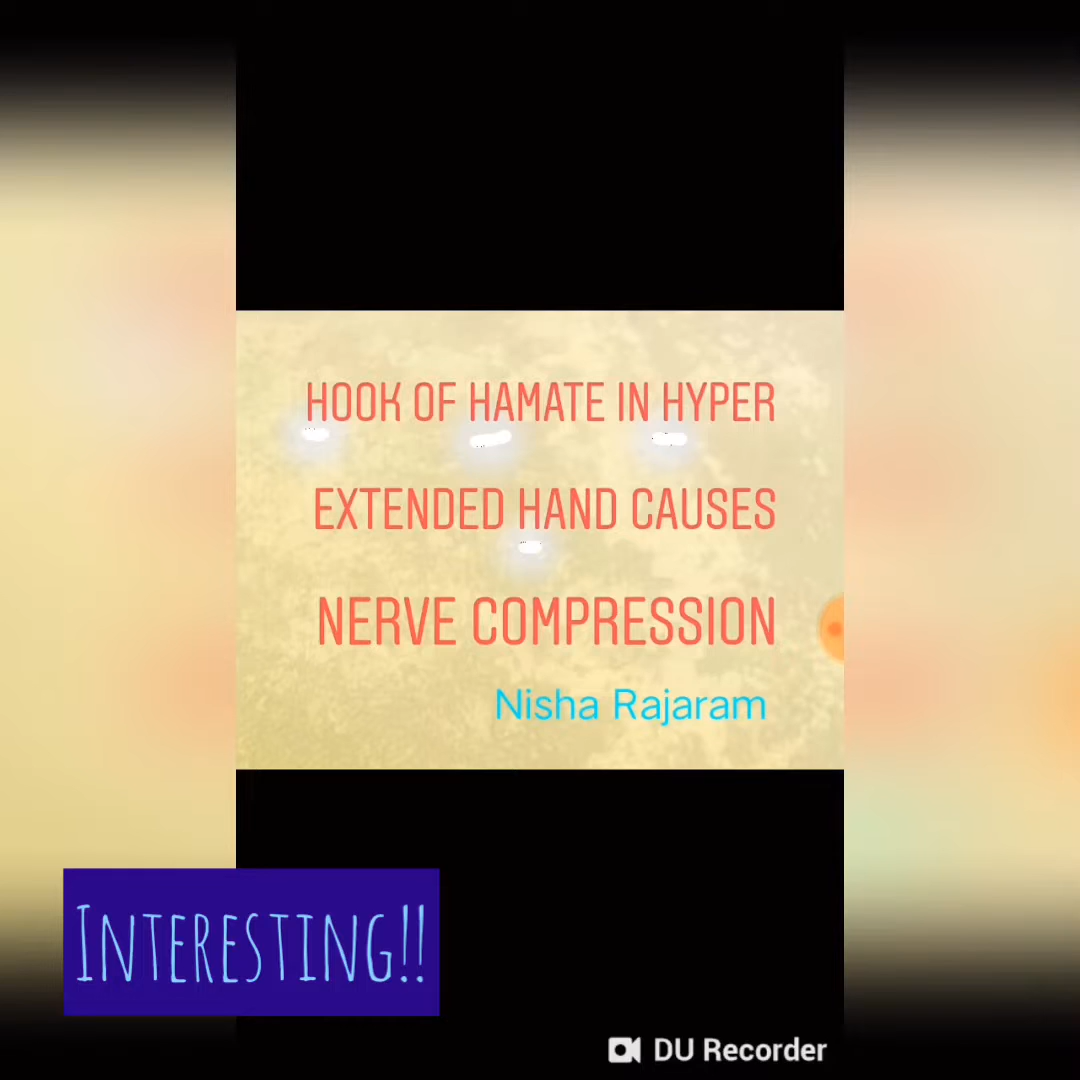 HOOK OF HAMATE IN HYPER
EXTENDED HAND CAUSES
NERVE COMPRESSION
Nisha Rajaram
INTERESTING!!
DU Recorder